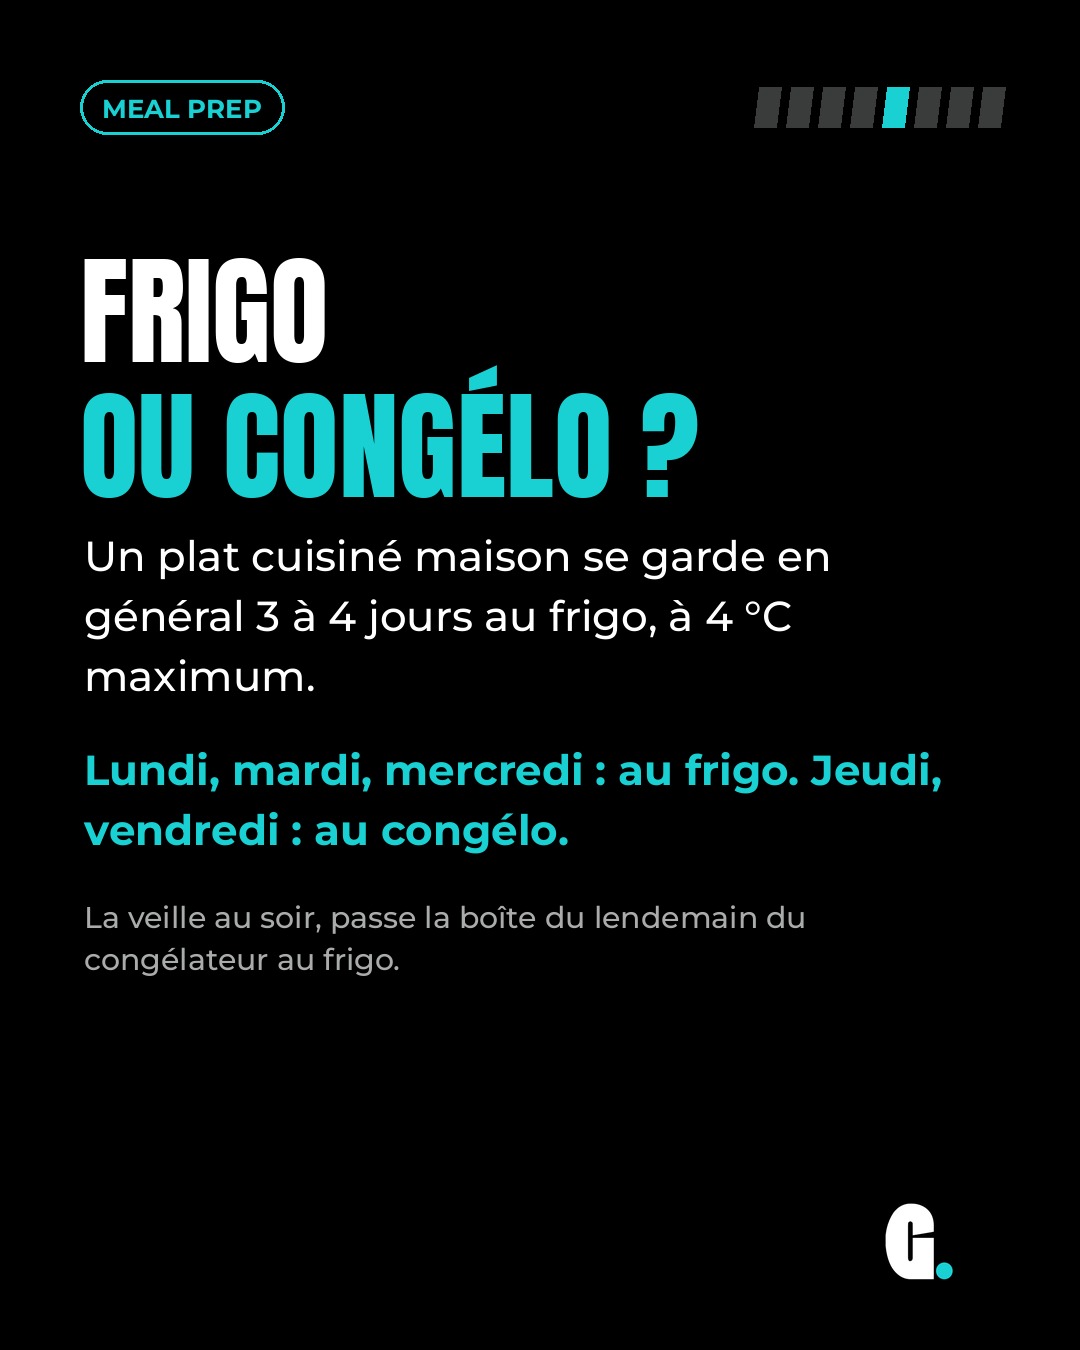 MEAL PREP
FRIGO
OU CONGÉLO ?
Un plat cuisiné maison se garde en
général 3 à 4 jours au frigo, à 4 °C
maximum.
Lundi, mardi, mercredi : au frigo. Jeudi,
vendredi : au congélo.
La veille au soir, passe la boîte du lendemain du
congélateur au frigo.
G.